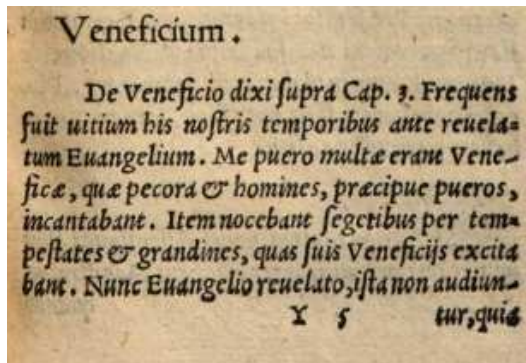 Veneficium.
De Veneficio dixi ſupra Cap. 3. Frequens
fuit uitium his noſtris temporibus ante reuela=
tum Euangelium. Me puero multæ erant Vene-
ficæ, quæ pecora & homines, præcipue pueros,
incantabant. Item nocebant ſegetibus per tem=
peſtates & grandines, quas ſuis Veneficijs excita
bant. Nunc Euangelio reuelato, iſta non audiun-
Y 5 tur, quia